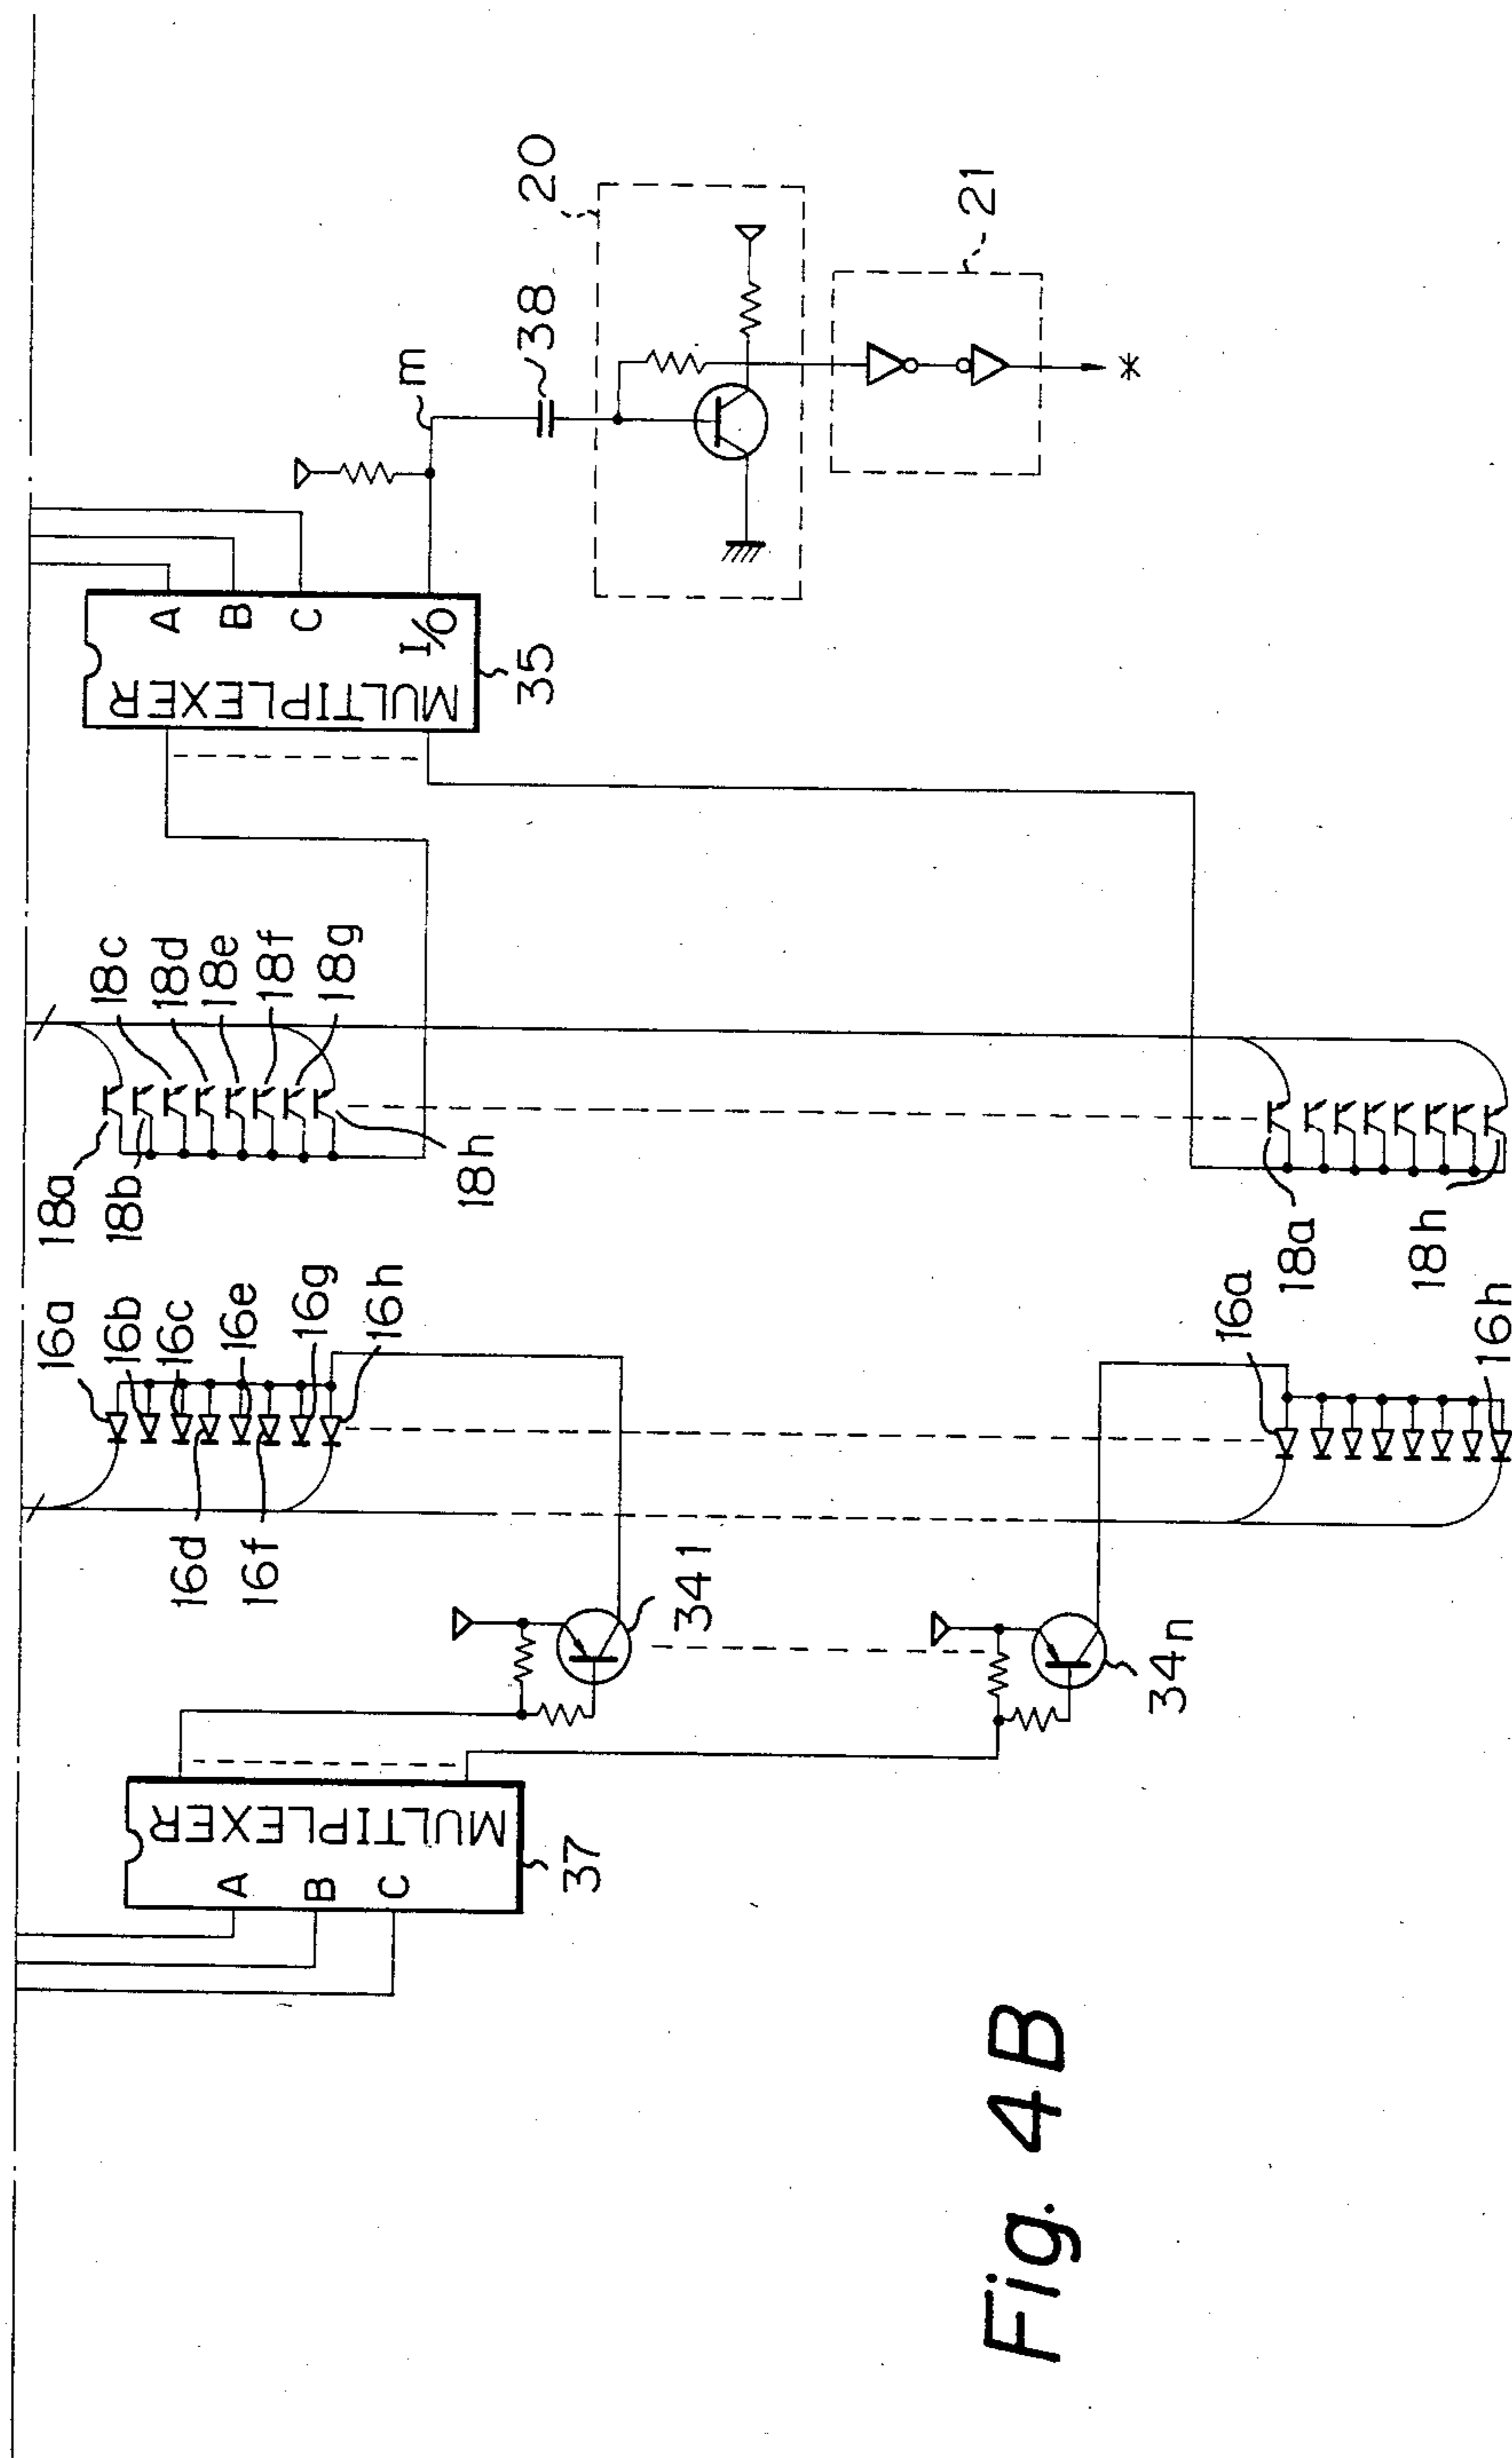 A
B
C
MULTIPLEXER
37
341
34n
16a
16b
16c
16d
16e
16f
16g
16h
16a
16h
18a
18b
18c
18d
18e
18f
18g
18h
18a
18h
MULTIPLEXER
A
B
C
I/O
35
m
38
20
21
*
Fig. 4B